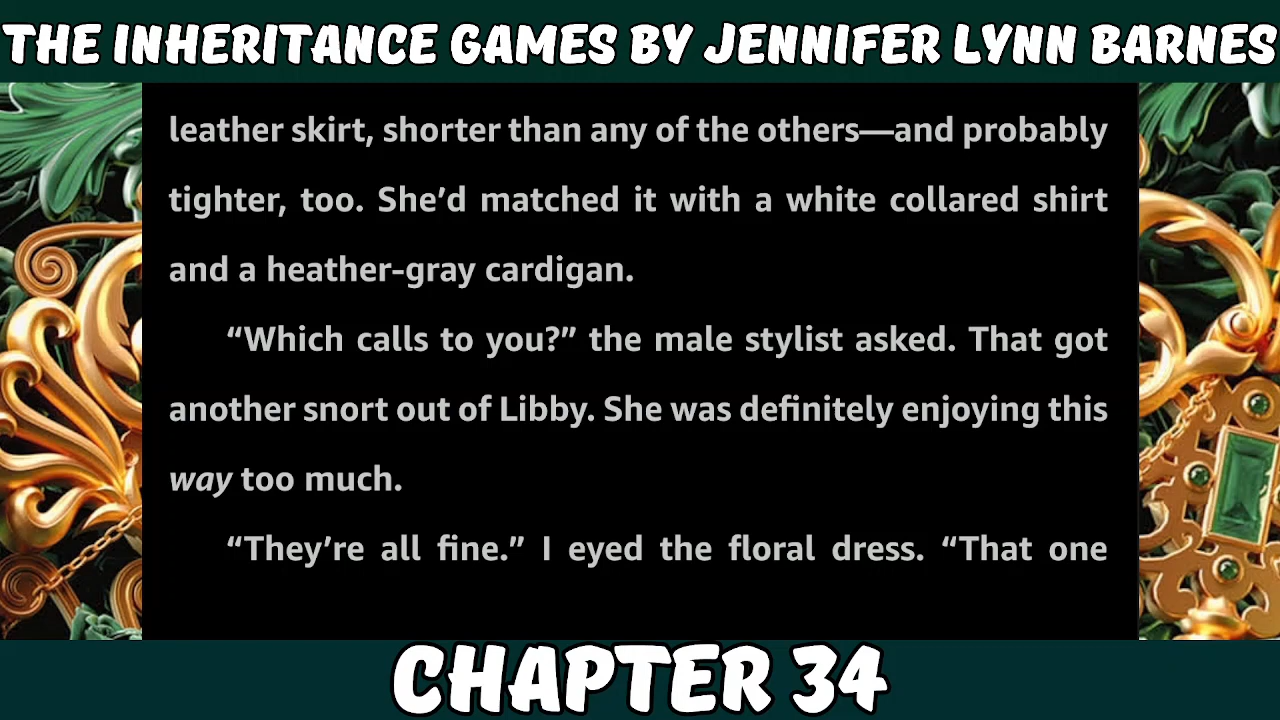 THE INHERITANCE GAMES BY JENNIFER LYNN BARNES
leather skirt, shorter than any of the others—and probably
tighter, too. She’d matched it with a white collared shirt
and a heather-gray cardigan.
“Which calls to you?” the male stylist asked. That got
another snort out of Libby. She was definitely enjoying this
way too much.
“They’re all fine.” I eyed the floral dress. “That one
CHAPTER 34